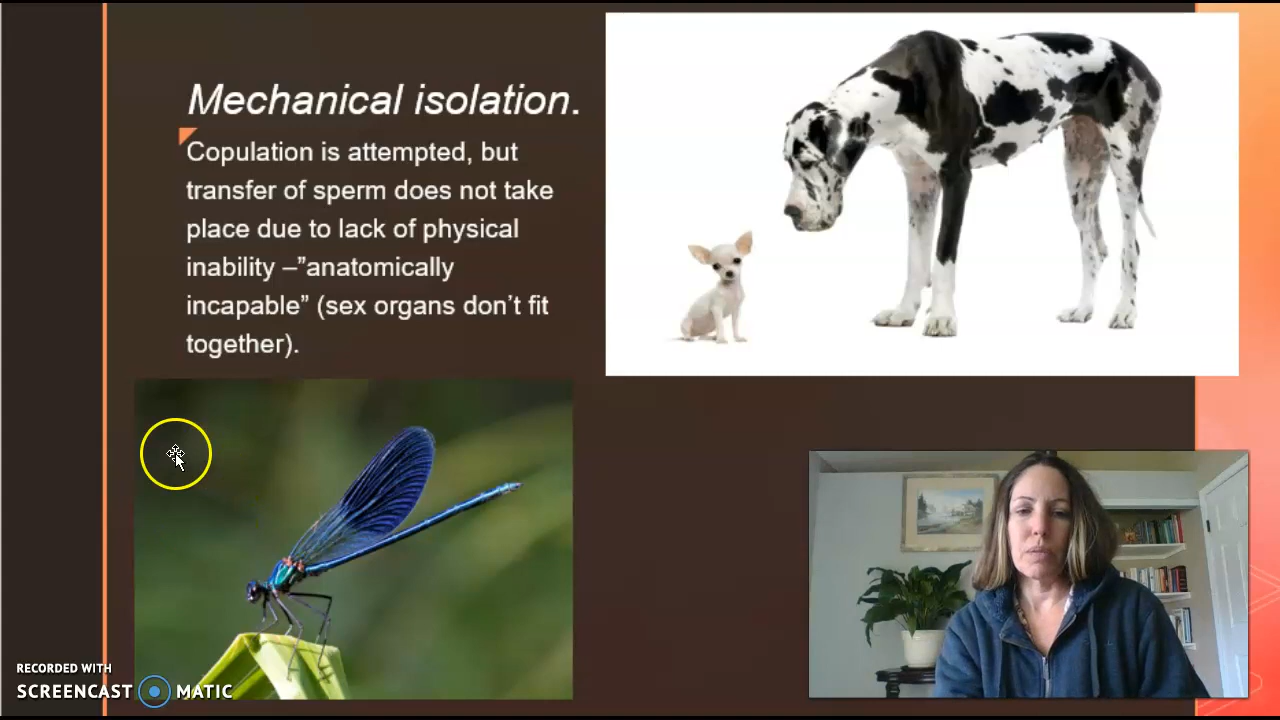 Mechanical isolation.
Copulation is attempted, but
transfer of sperm does not take
place due to lack of physical
inability –”anatomically
incapable” (sex organs don’t fit
together).
RECORDED WITH
SCREENCAST MATIC